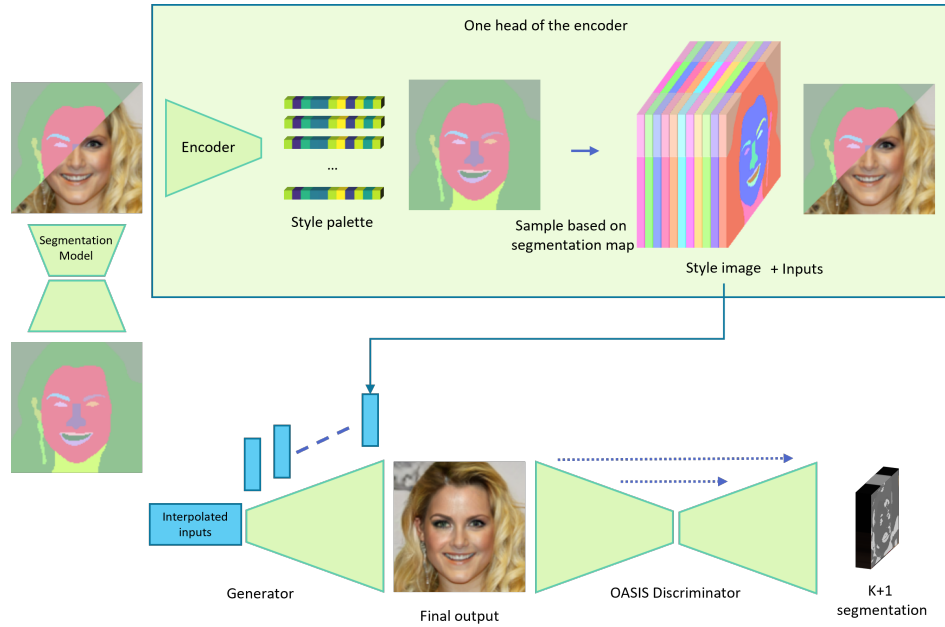 One head of the encoder
Encoder
...
Style palette
Sample based on
segmentation map
Style image + Inputs
Segmentation
Model
Interpolated
inputs
Generator
Final output
OASIS Discriminator
K+1
segmentation